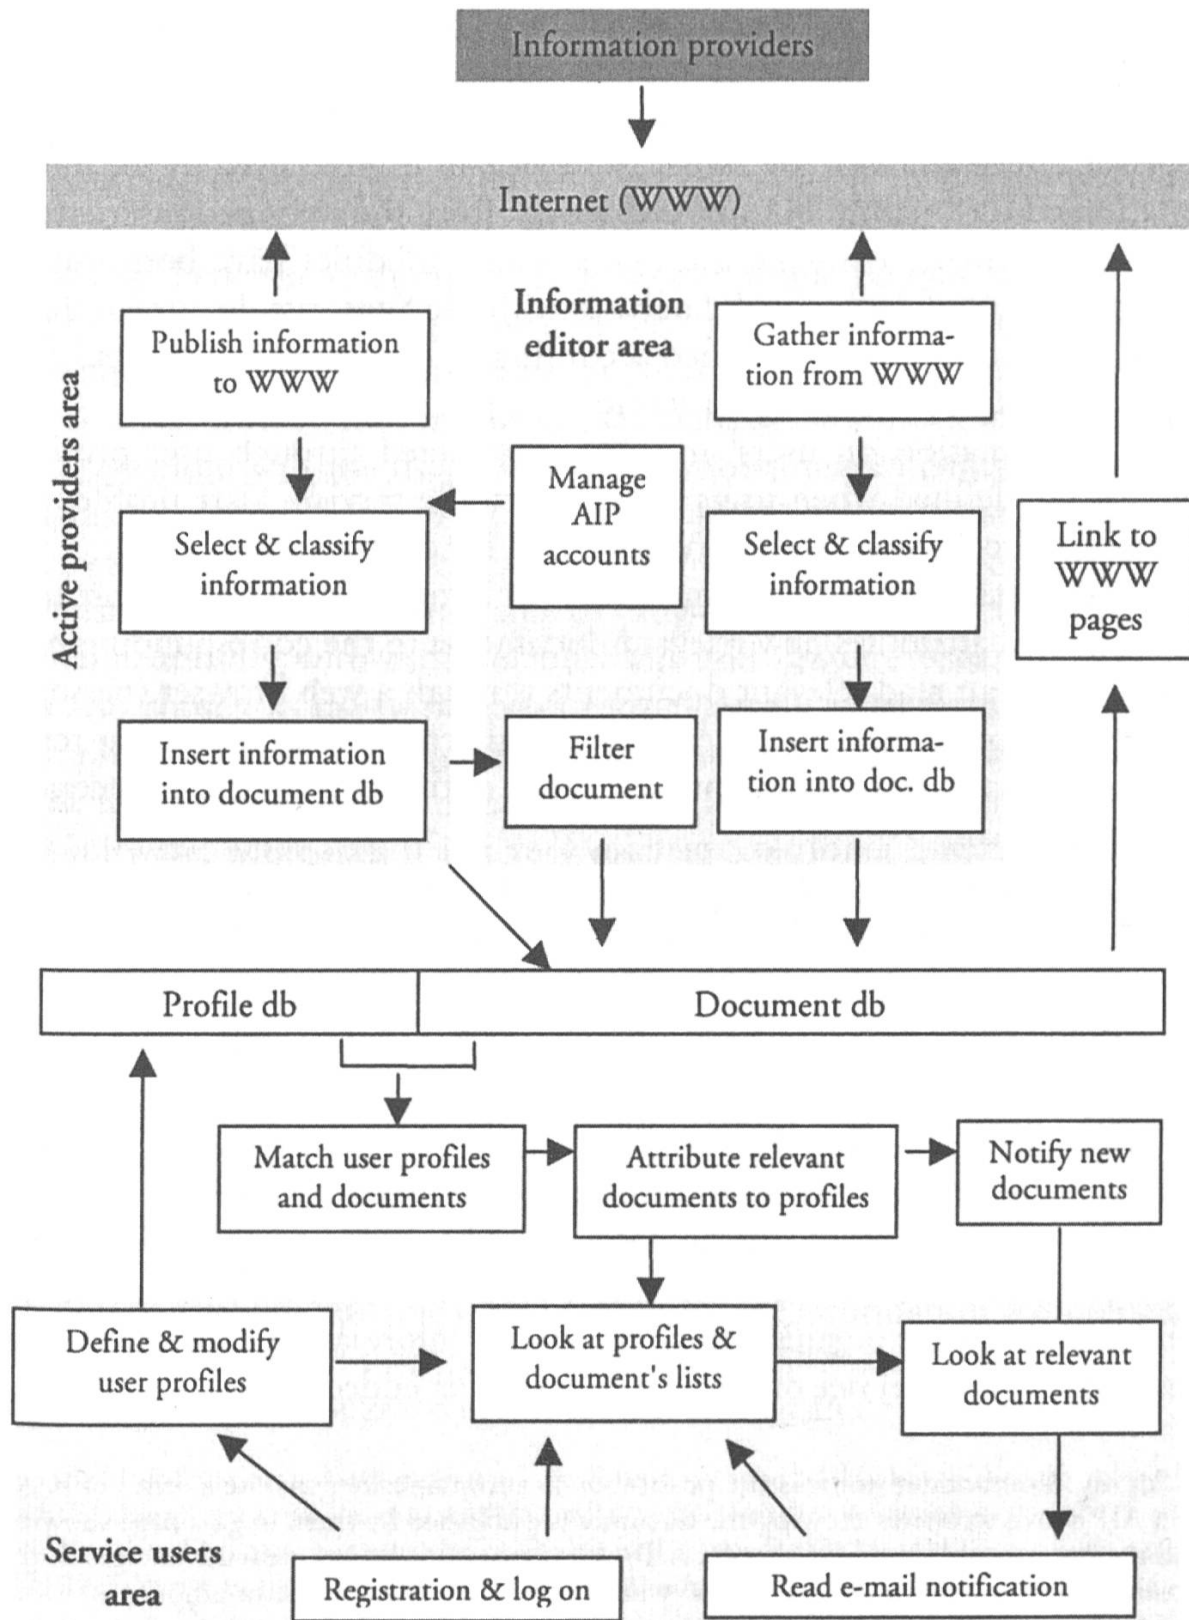 Information providers
Internet (WWW)
Active providers area
Publish information
to WWW
Information
editor area
Gather informa-
tion from WWW
Select & classify
information
Manage
AIP
accounts
Select & classify
information
Link to
WWW
pages
Insert information
into document db
Filter
document
Insert informa-
tion into doc. db
Profile db
Document db
Match user profiles
and documents
Attribute relevant
documents to profiles
Notify new
documents
Define & modify
user profiles
Look at profiles &
document's lists
Look at relevant
documents
Service users
area
Registration & log on
Read e-mail notification